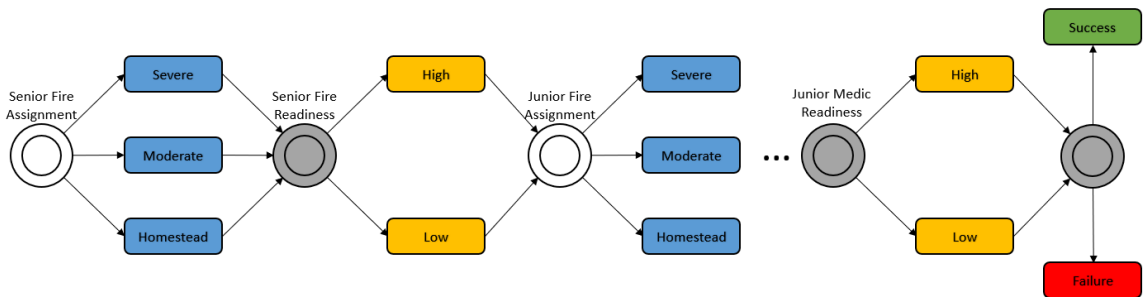 Senior Fire
Assignment
Severe
Moderate
Homestead
Senior Fire
Readiness
High
Low
Junior Fire
Assignment
Severe
Moderate
Homestead
...
Junior Medic
Readiness
High
Low
Success
Failure